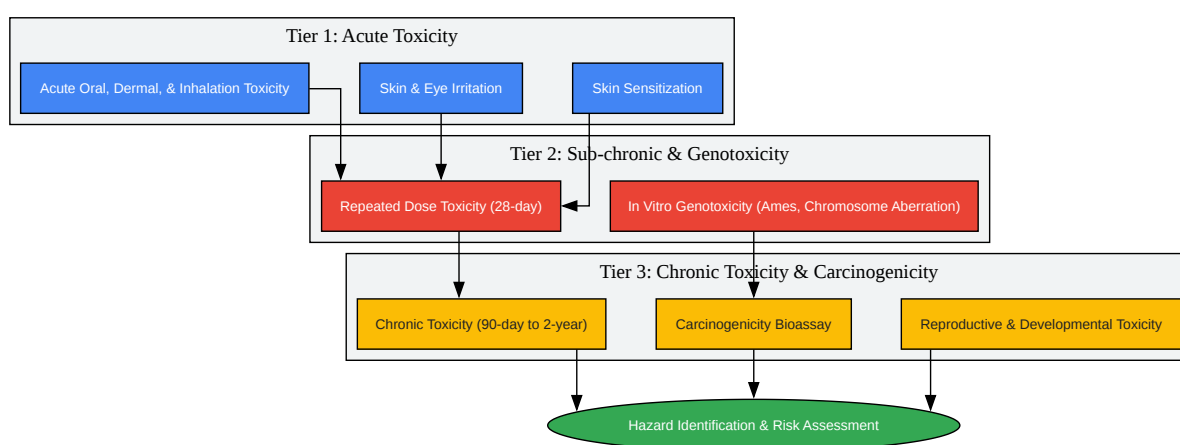 Tier 1: Acute Toxicity
Acute Oral, Dermal, & Inhalation Toxicity
Skin & Eye Irritation
Skin Sensitization
Tier 2: Sub-chronic & Genotoxicity
Repeated Dose Toxicity (28-day)
In Vitro Genotoxicity (Ames, Chromosome Aberration)
Tier 3: Chronic Toxicity & Carcinogenicity
Chronic Toxicity (90-day to 2-year)
Carcinogenicity Bioassay
Reproductive & Developmental Toxicity
Hazard Identification & Risk Assessment